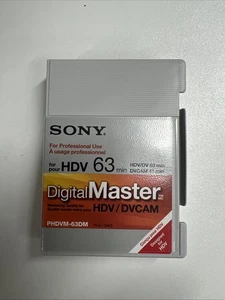 SONY
For Professional Use
A usage professionnel
for
pour HDV 63 min
HDV/DV 63 min
DVCAM 41 min
DigitalMaster
HDV/DVCAM
PHDVM-63DM